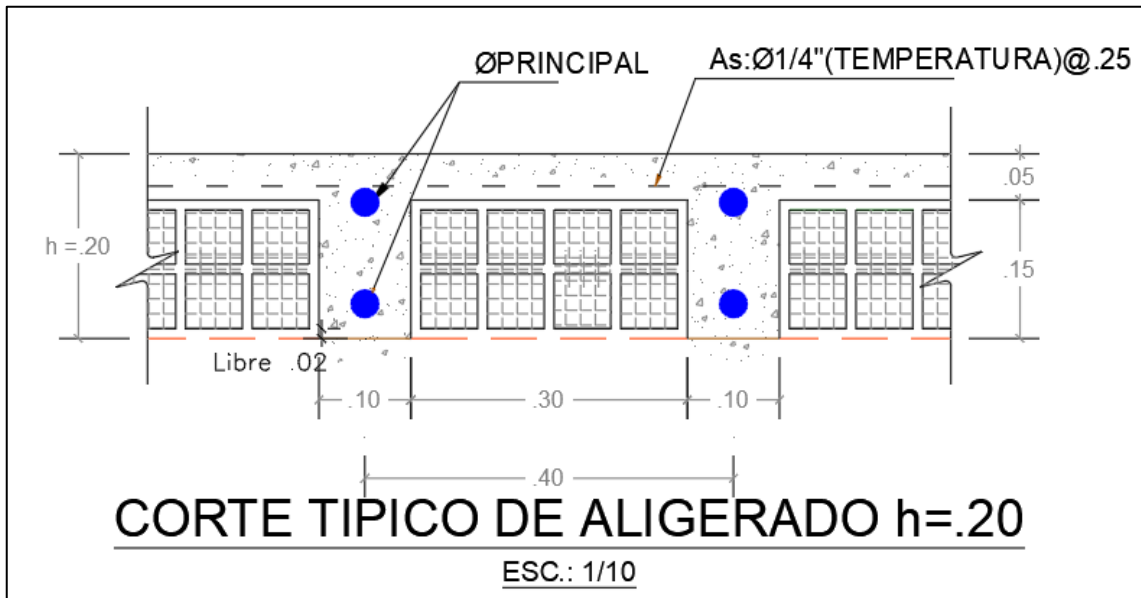 ØPRINCIPAL
As:Ø1/4"(TEMPERATURA)@.25
.05
h =.20
.15
Libre .02
.10
.30
.10
.40
CORTE TIPICO DE ALIGERADO h=.20
ESC.: 1/10